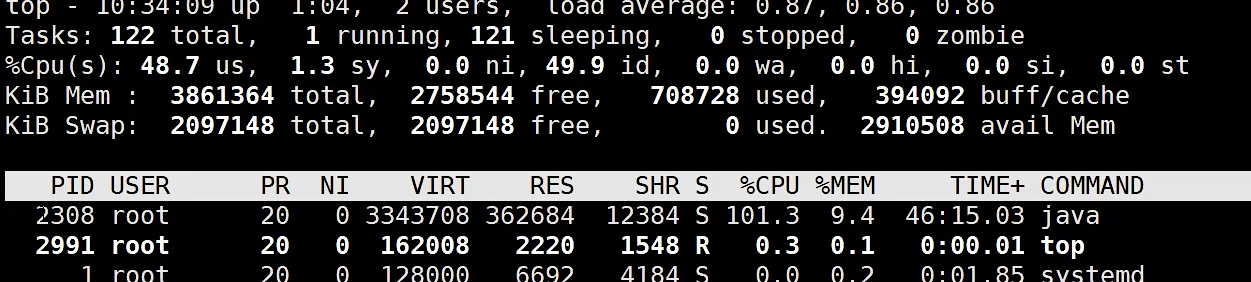 top - 10:34:09 up  1:04,  2 users,  load average: 0.87, 0.86, 0.86
Tasks: 122 total,   1 running, 121 sleeping,   0 stopped,   0 zombie
%Cpu(s): 48.7 us,  1.3 sy,  0.0 ni, 49.9 id,  0.0 wa,  0.0 hi,  0.0 si,  0.0 st
KiB Mem :  3861364 total,  2758544 free,   708728 used,   394092 buff/cache
KiB Swap:  2097148 total,  2097148 free,        0 used.  2910508 avail Mem
PID USER      PR  NI    VIRT    RES    SHR S  %CPU %MEM     TIME+ COMMAND
2308 root      20   0 3343708 362684  12384 S 101.3  9.4  46:15.03 java
2991 root      20   0  162008   2220   1548 R   0.3  0.1   0:00.01 top
1 root      20   0  128000   6692   4184 S   0.0  0.2   0:01.85 systemd